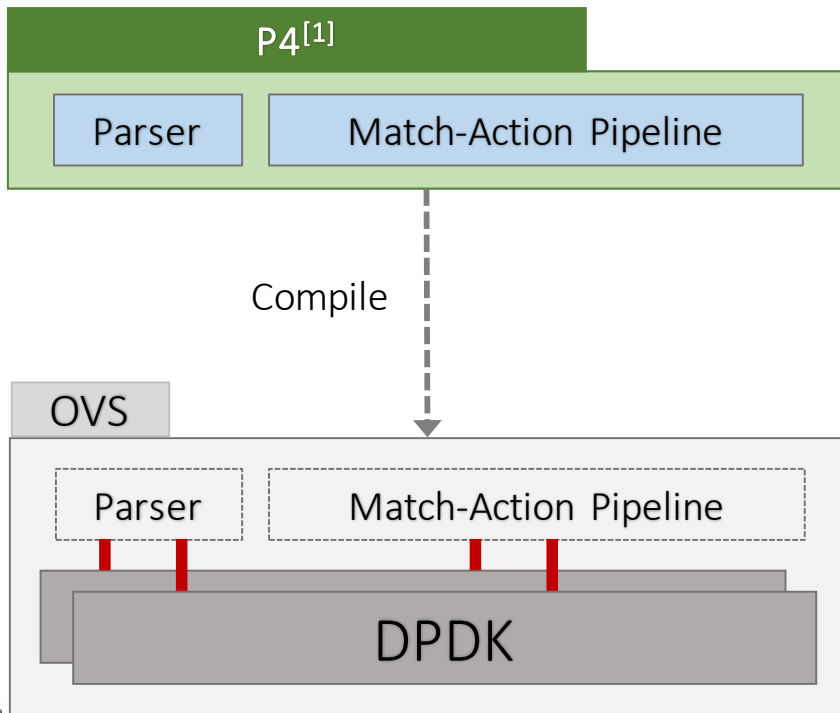 P4[1]
Parser
Match-Action Pipeline
Compile
OVS
Parser
Match-Action Pipeline
DPDK